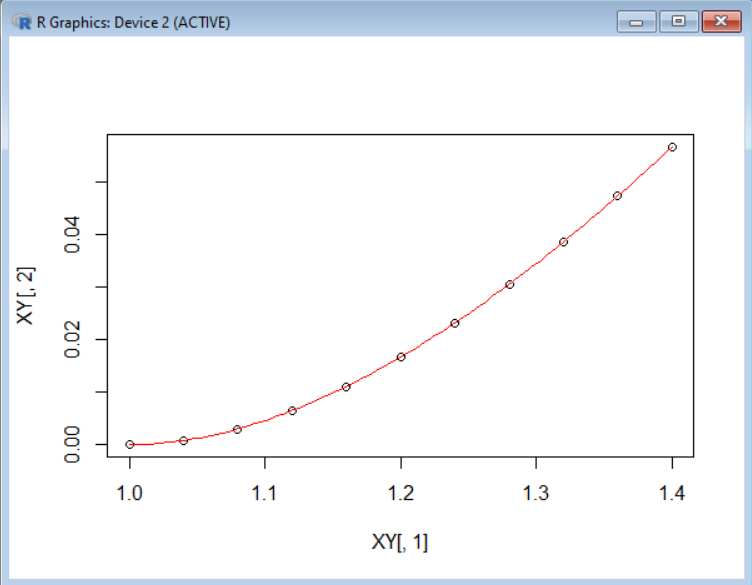 R Graphics: Device 2 (ACTIVE)
XY[, 2]
0.04
0.02
0.00
1.0 1.1 1.2 1.3 1.4
XY[, 1]